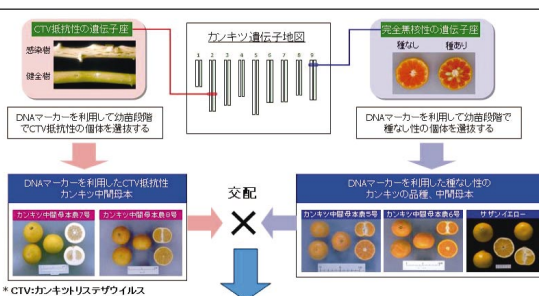 CTV抵抗性の遺伝子座
感染樹
健全樹
カンキツ遺伝子地図
1 2 3 4 5 6 7 8 9
完全無核性の遺伝子座
種なし 種あり
DNAマーカーを利用して幼苗段階
でCTV抵抗性の個体を選抜する
DNAマーカーを利用して幼苗段階で
種なし性の個体を選抜する
DNAマーカーを利用したCTV抵抗性
カンキツ中間母本
カンキツ中間母本農7号
カンキツ中間母本農8号
交配
×
DNAマーカーを利用した種なし性の
カンキツの品種、中間母本
カンキツ中間母本農5号
カンキツ中間母本農6号
サザンイエロー
* CTV:カンキツトリステザウイルス